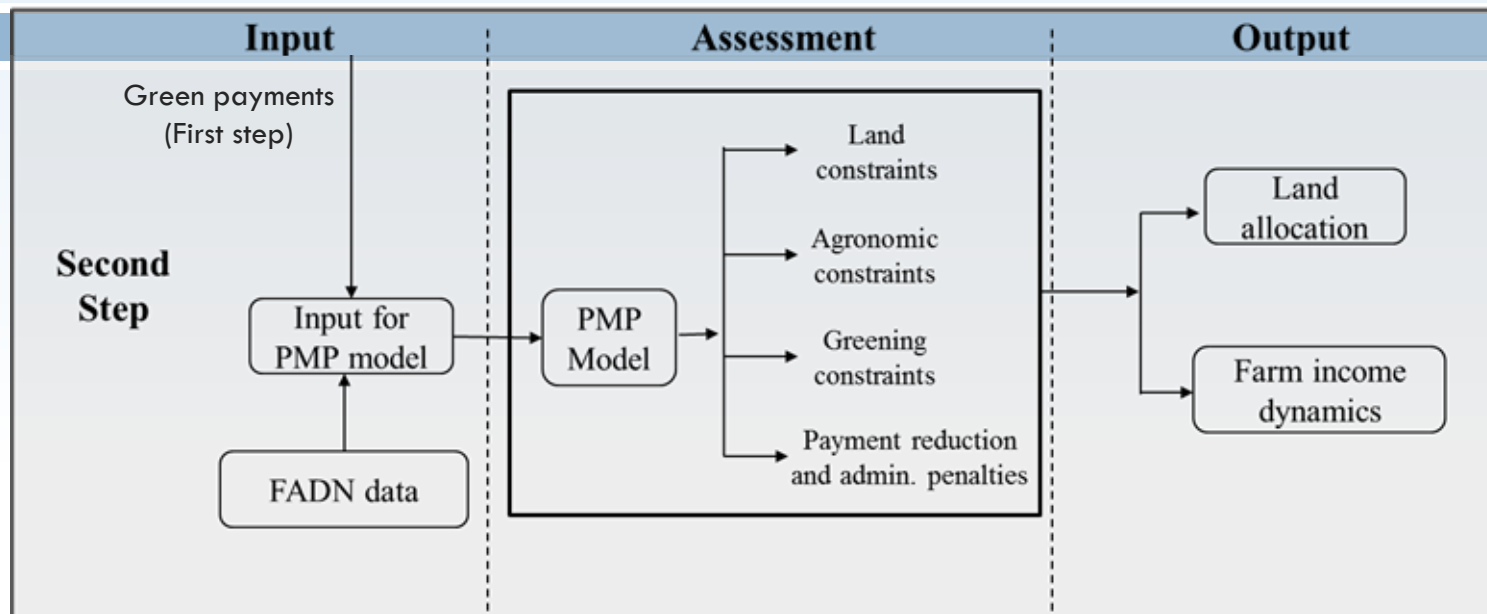 Input
Assessment
Output
Green payments
(First step)
Second
Step
Input for
PMP model
FADN data
PMP
Model
Land
constraints
Agronomic
constraints
Greening
constraints
Payment reduction
and admin. penalties
Land
allocation
Farm income
dynamics